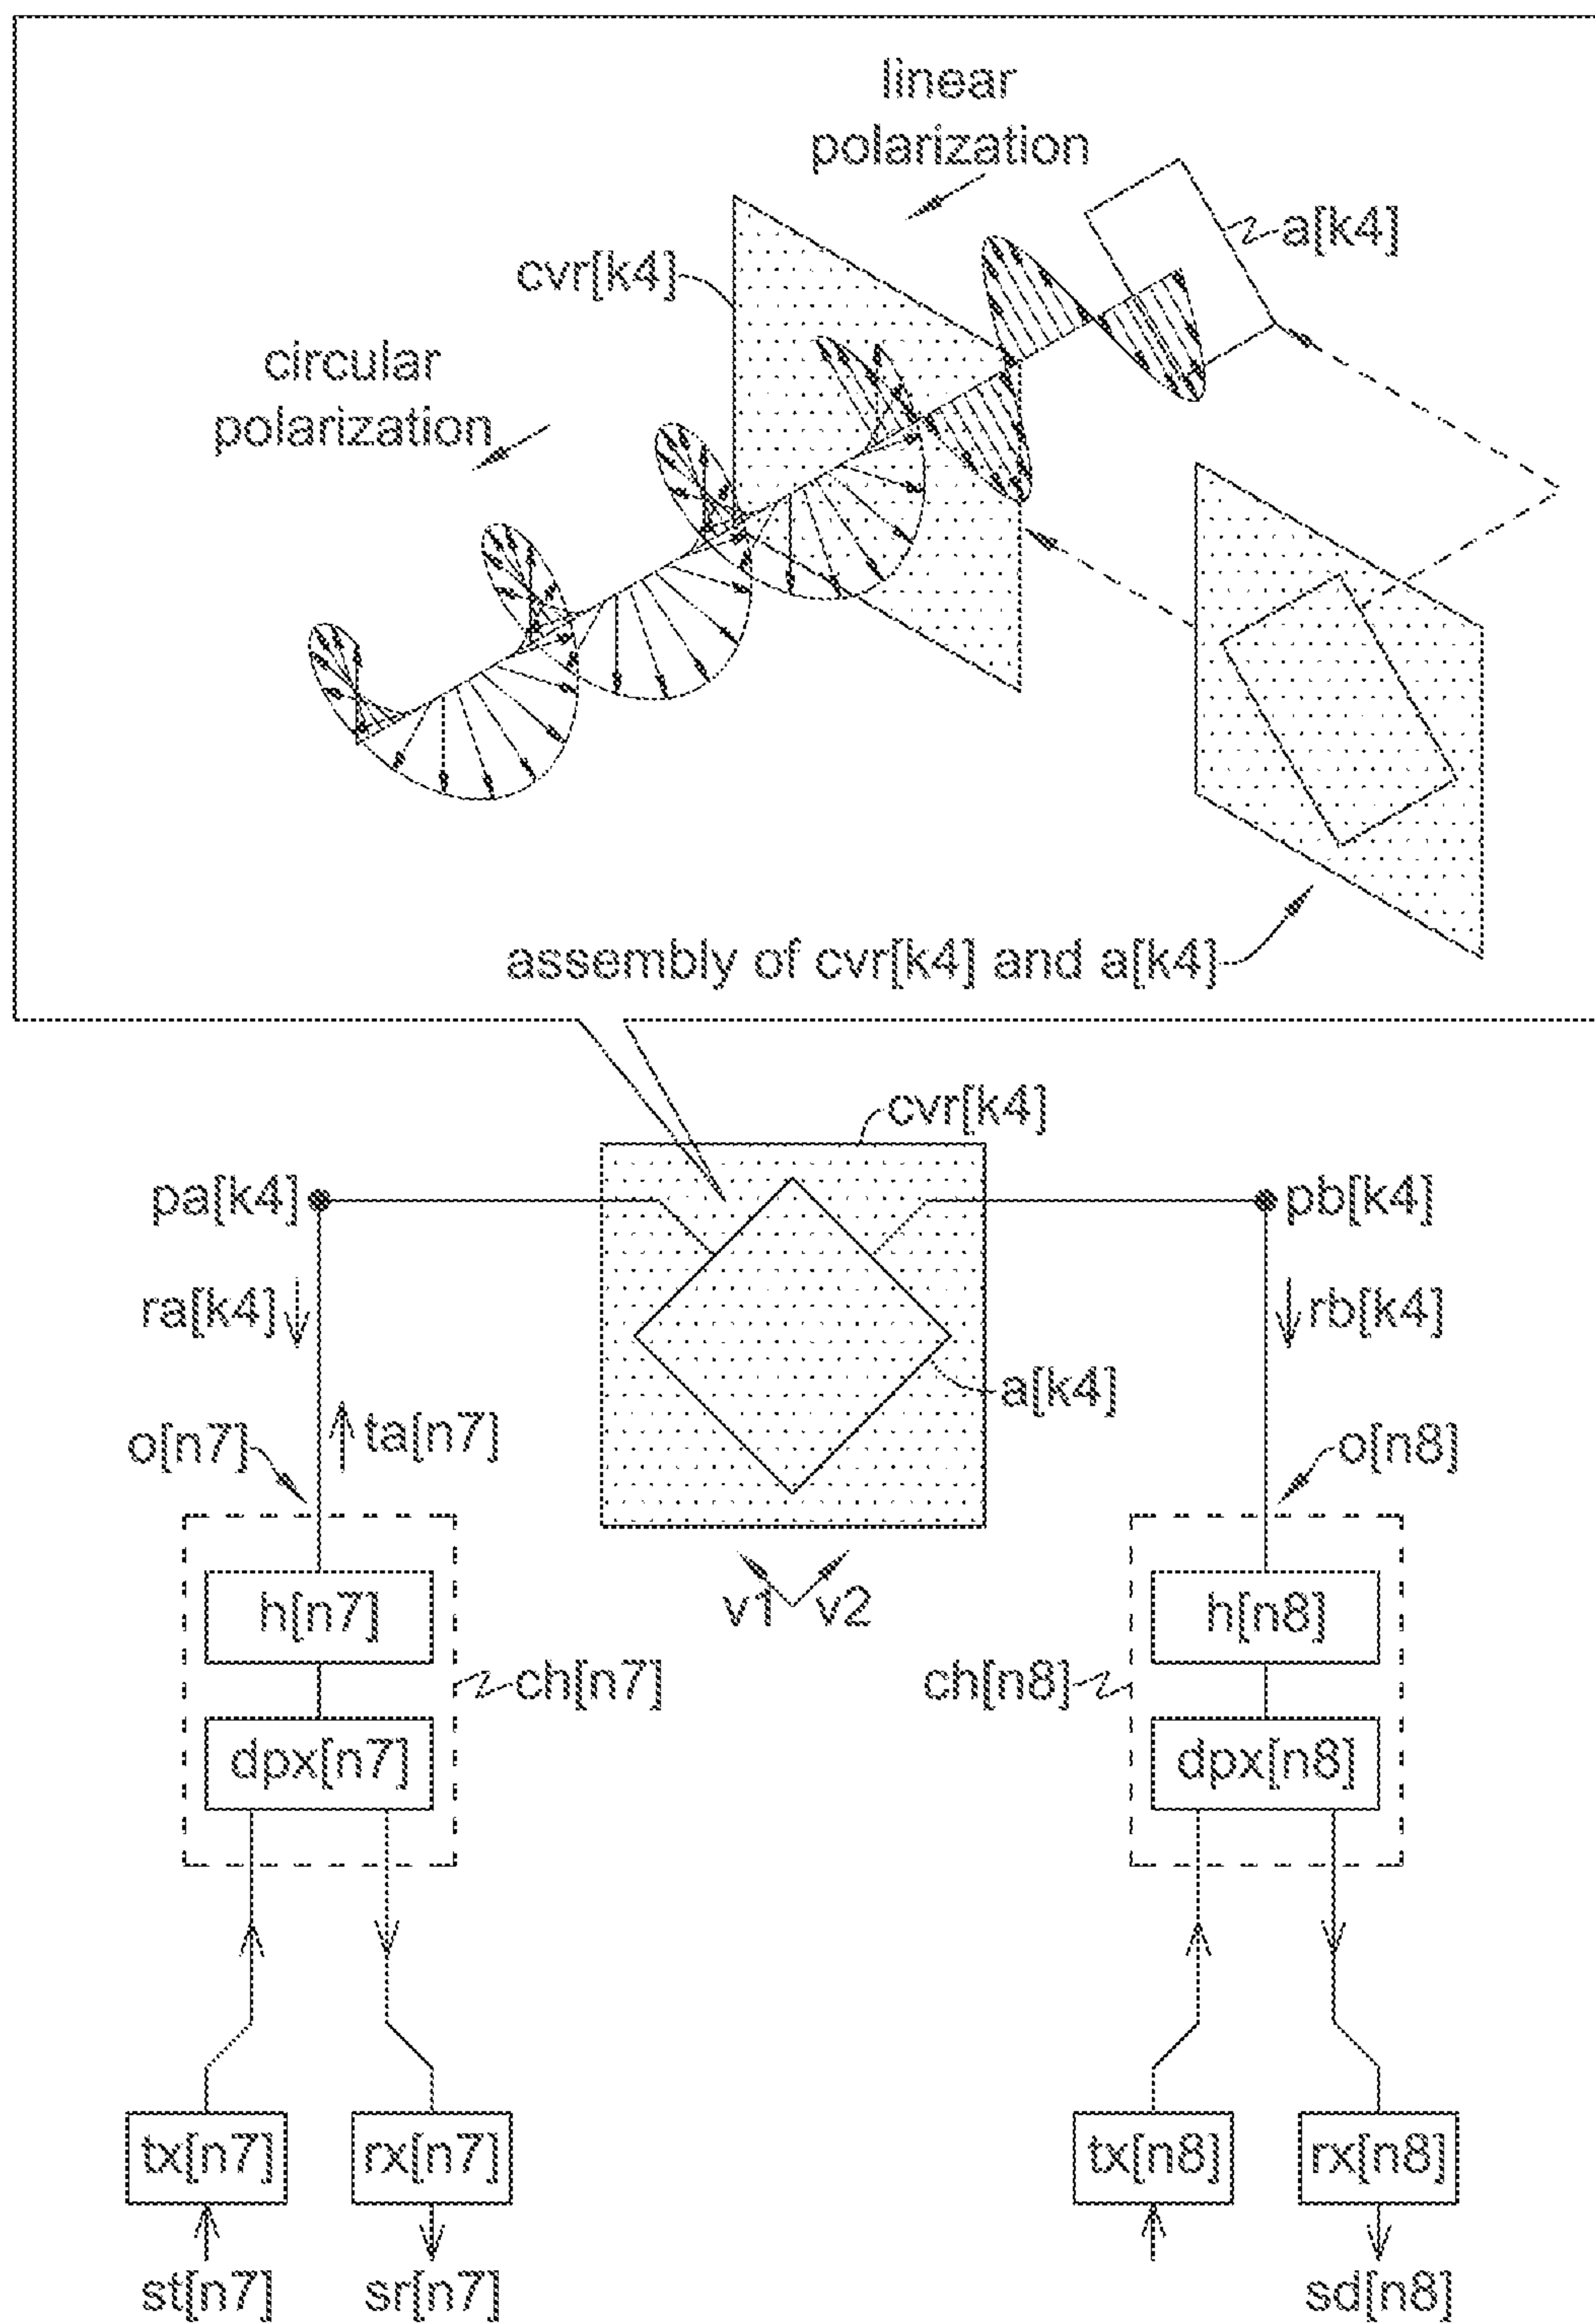 linear
polarization
a[k4]
cvr[k4]
circular
polarization
assembly of cvr[k4] and a[k4]
cvr[k4]
pa[k4]
pb[k4]
ra[k4]
rb[k4]
a[k4]
o[n7]
ta[n7]
o[n8]
h[n7]
v1
v2
h[n8]
ch[n7]
ch[n8]
dpx[n7]
dpx[n8]
tx[n7]
rx[n7]
tx[n8]
rx[n8]
st[n7]
sr[n7]
sd[n8]